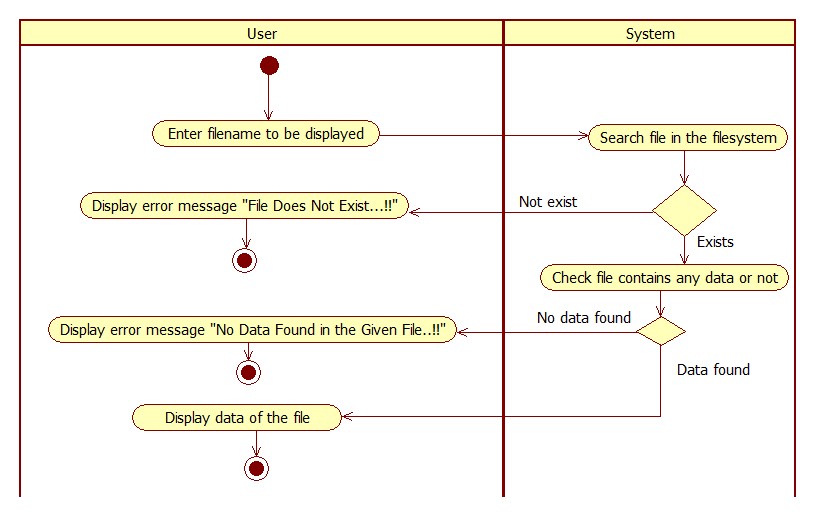 User
System
Enter filename to be displayed
Search file in the filesystem
Display error message "File Does Not Exist...!!"
Not exist
Exists
Check file contains any data or not
Display error message "No Data Found in the Given File..!!"
No data found
Data found
Display data of the file